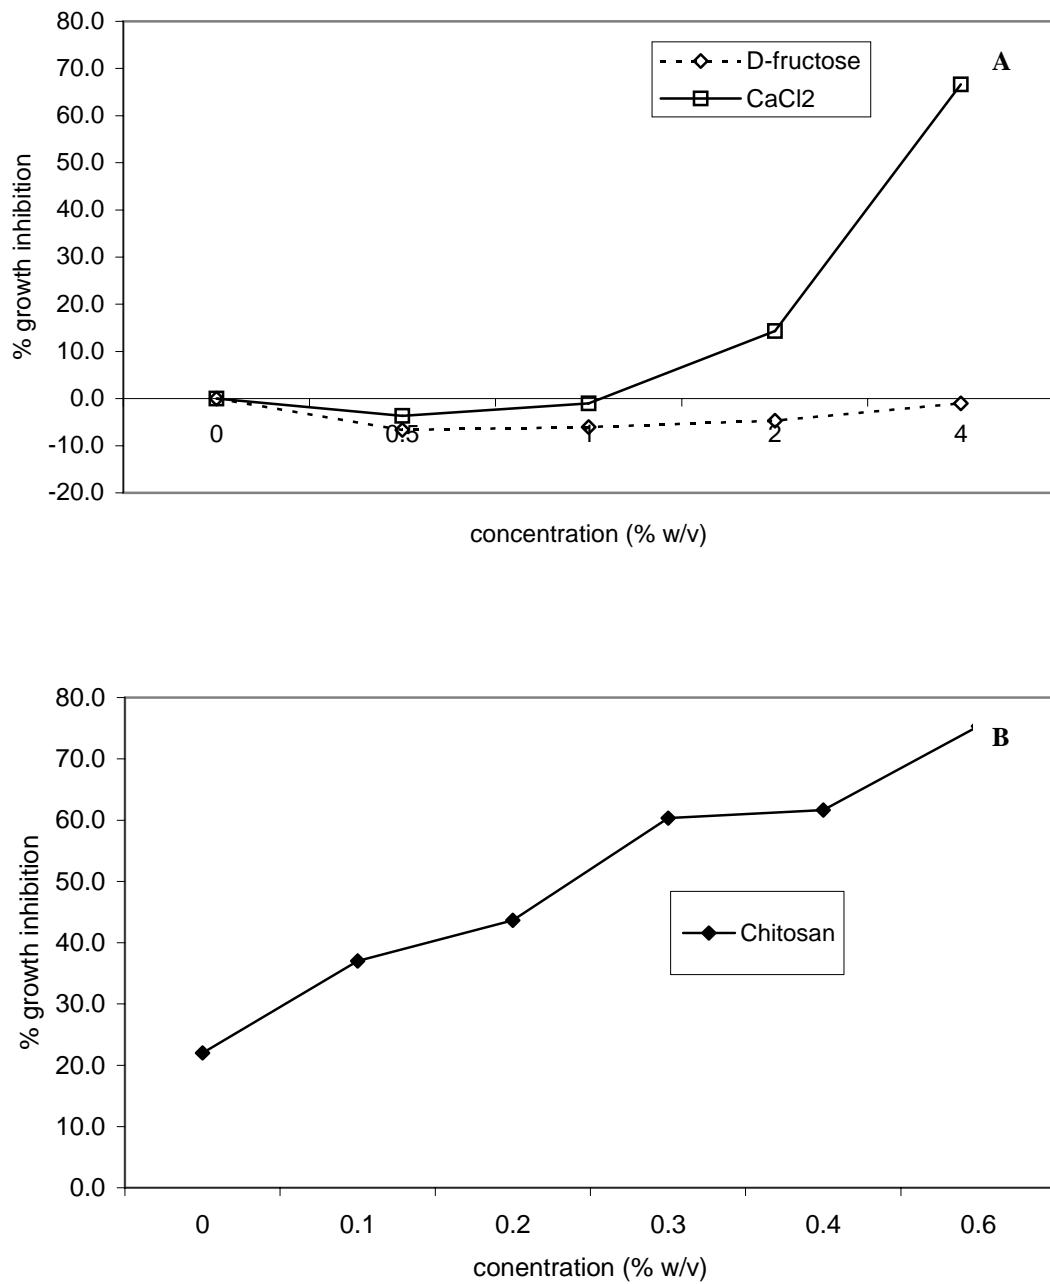 80.0
70.0
60.0
50.0
40.0
30.0
20.0
10.0
0.0
-10.0
-20.0
% growth inhibition
D-fructose
CaCl2
A
0 0.5 1 2 4
concentration (% w/v)
80.0
70.0
60.0
50.0
40.0
30.0
20.0
10.0
0.0
% growth inhibition
B
Chitosan
0 0.1 0.2 0.3 0.4 0.6
concentration (% w/v)